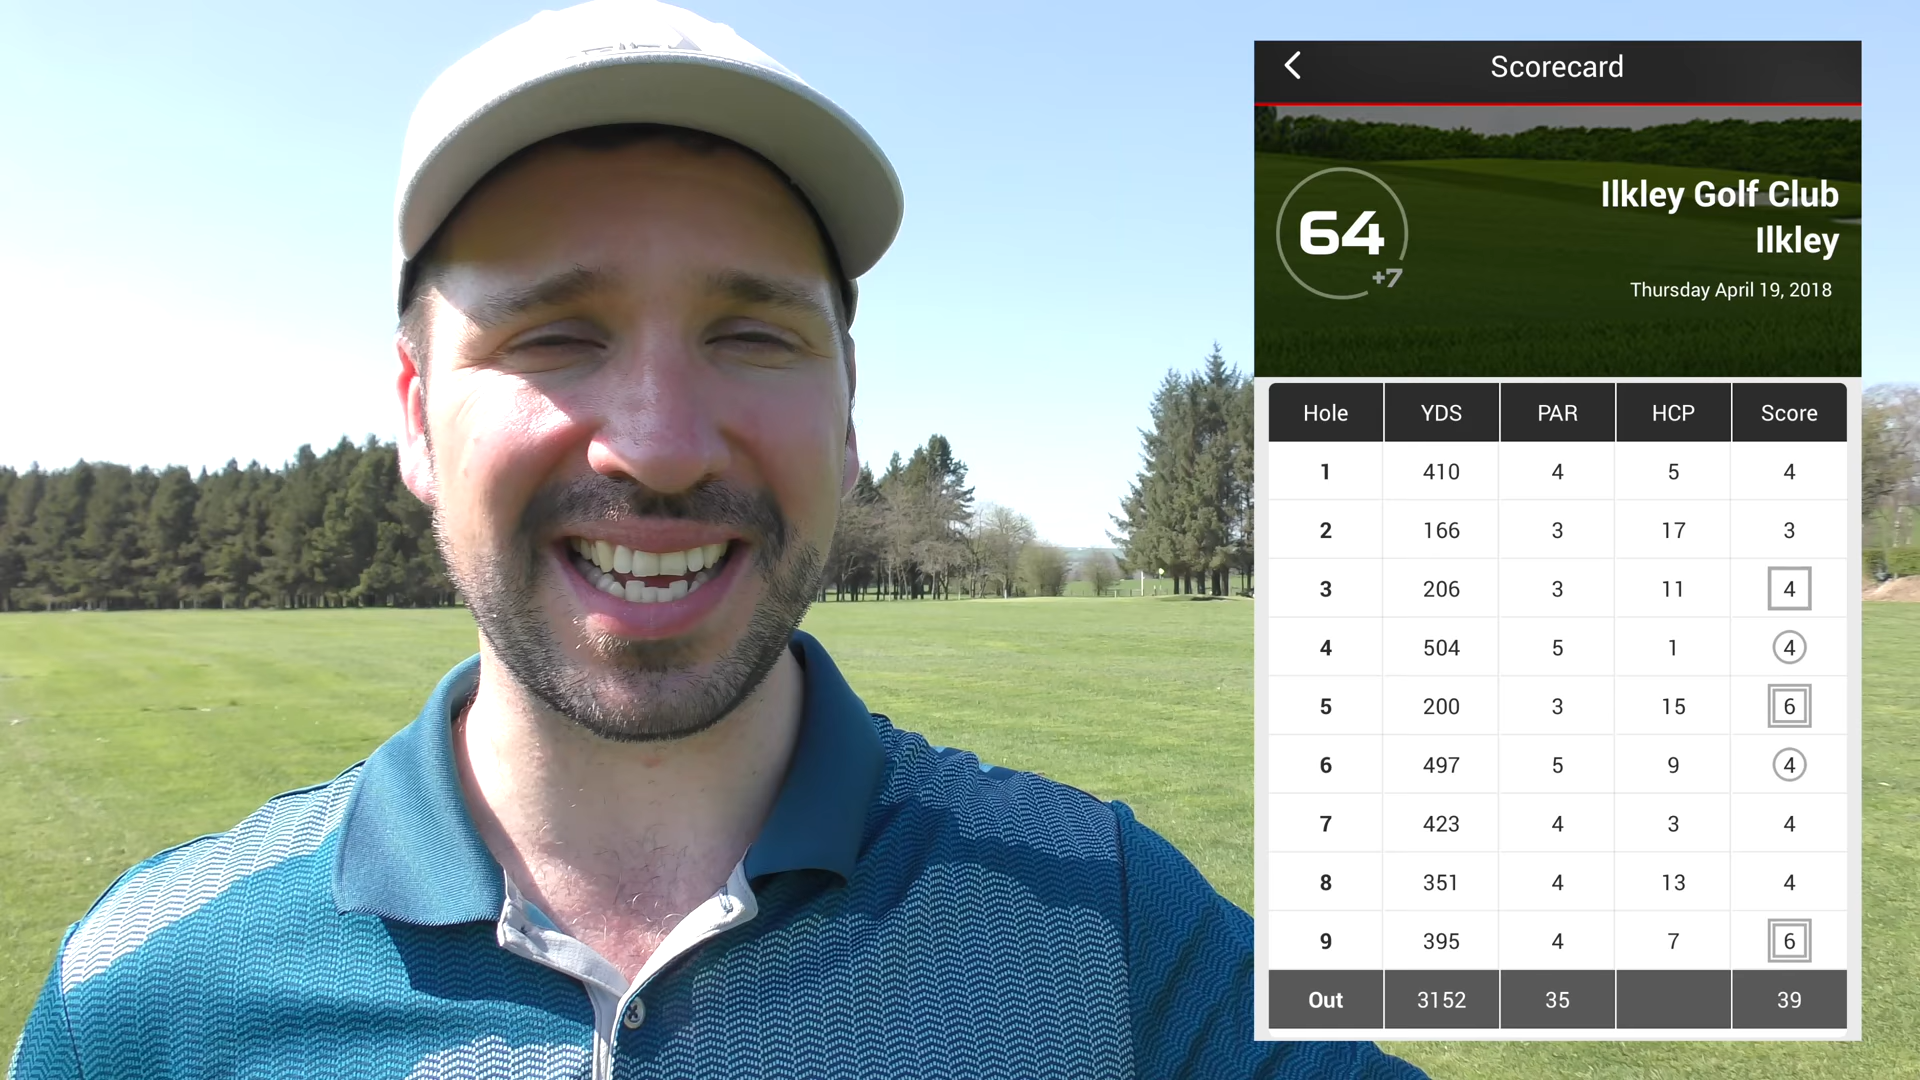 Scorecard
64
+7
Ilkley Golf Club
Ilkley
Thursday April 19, 2018
Hole YDS PAR HCP Score
1 410 4 5 4
2 166 3 17 3
3 206 3 11 4
4 504 5 1 4
5 200 3 15 6
6 497 5 9 4
7 423 4 3 4
8 351 4 13 4
9 395 4 7 6
Out 3152 35 39